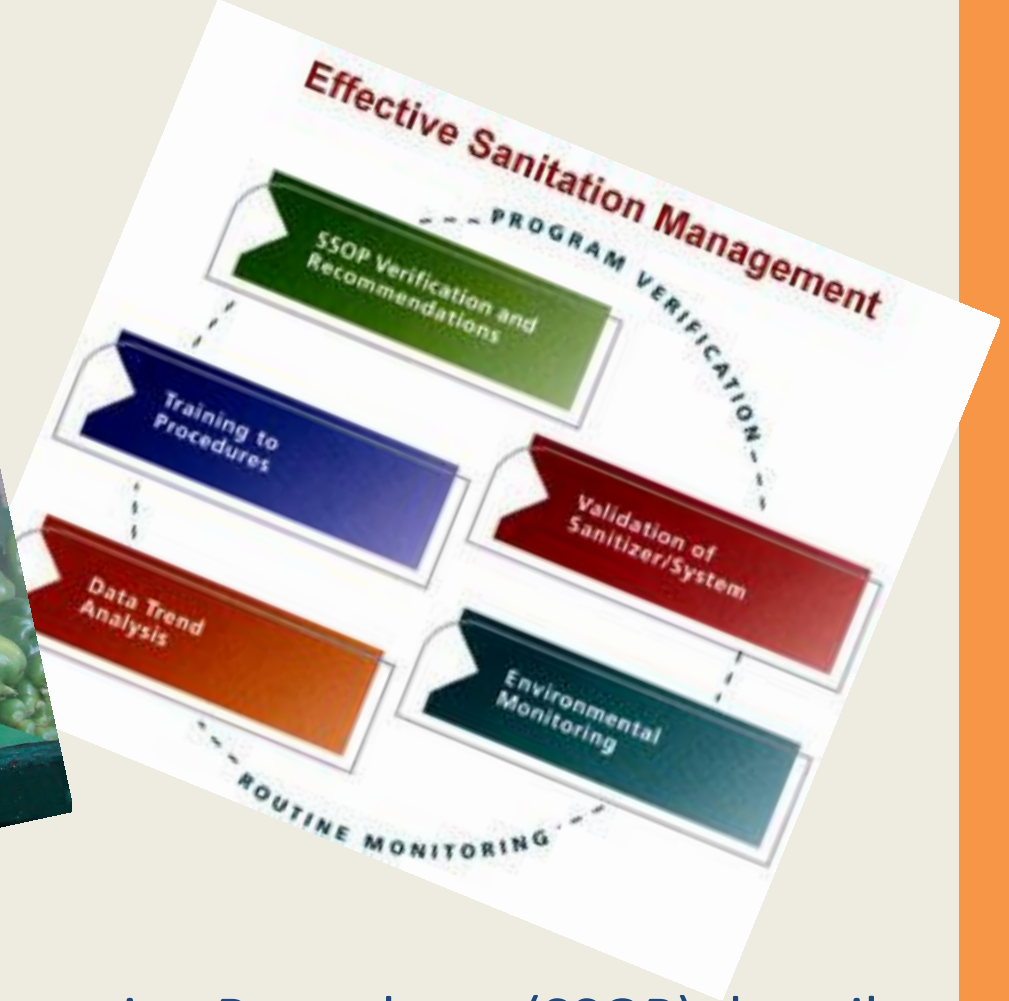 Effective Sanitation Management
PROGRAM VERIFICATION
SSOP Verification and
Recommendations
Training to
Procedures
Validation of
Sanitizer/System
Data Trend
Analysis
Environmental
Monitoring
ROUTINE MONITORING